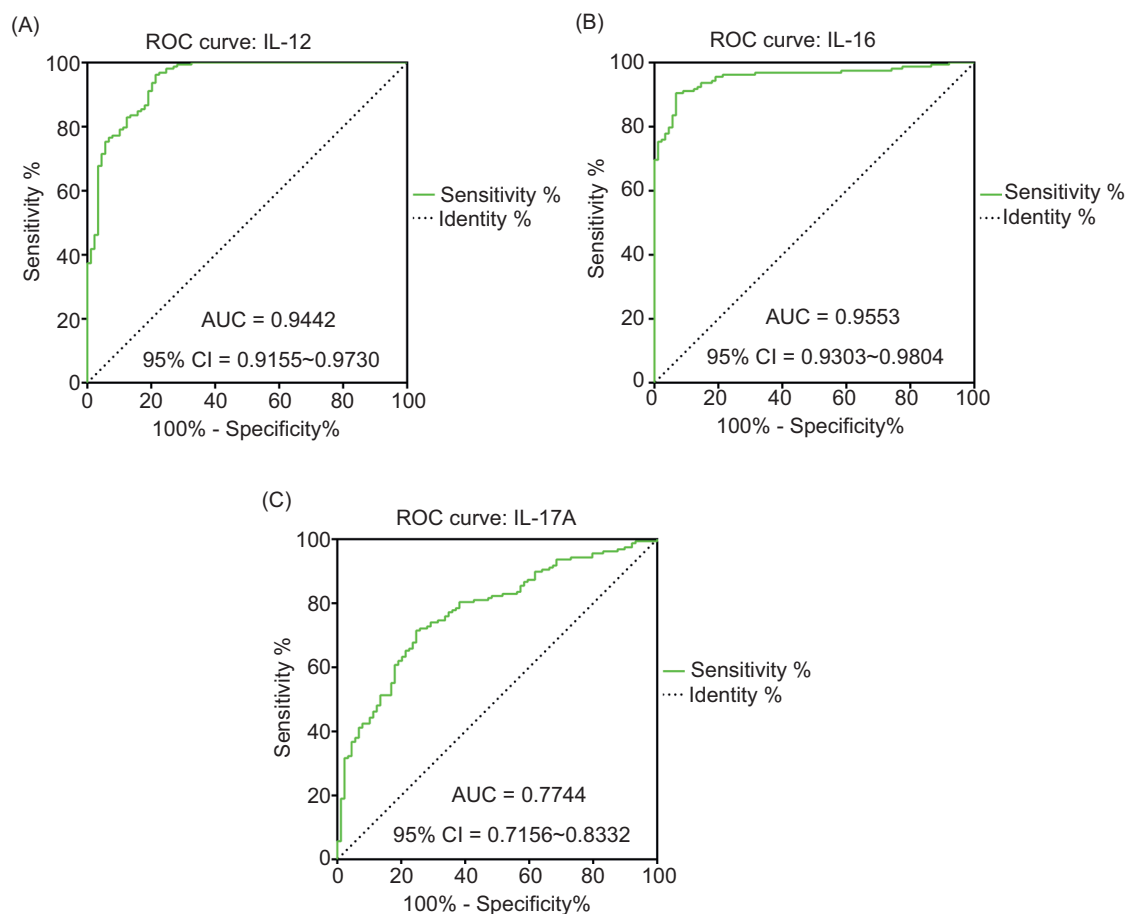 (A)
ROC curve: IL-12
100
80
60
40
20
0
Sensitivity %
0 20 40 60 80 100
100% - Specificity%
AUC = 0.9442
95% CI = 0.9155~0.9730
Sensitivity %
Identity %
(B)
ROC curve: IL-16
100
80
60
40
20
0
Sensitivity %
0 20 40 60 80 100
100% - Specificity%
AUC = 0.9553
95% CI = 0.9303~0.9804
Sensitivity %
Identity %
(C)
ROC curve: IL-17A
100
80
60
40
20
0
Sensitivity %
0 20 40 60 80 100
100% - Specificity%
AUC = 0.7744
95% CI = 0.7156~0.8332
Sensitivity %
Identity %